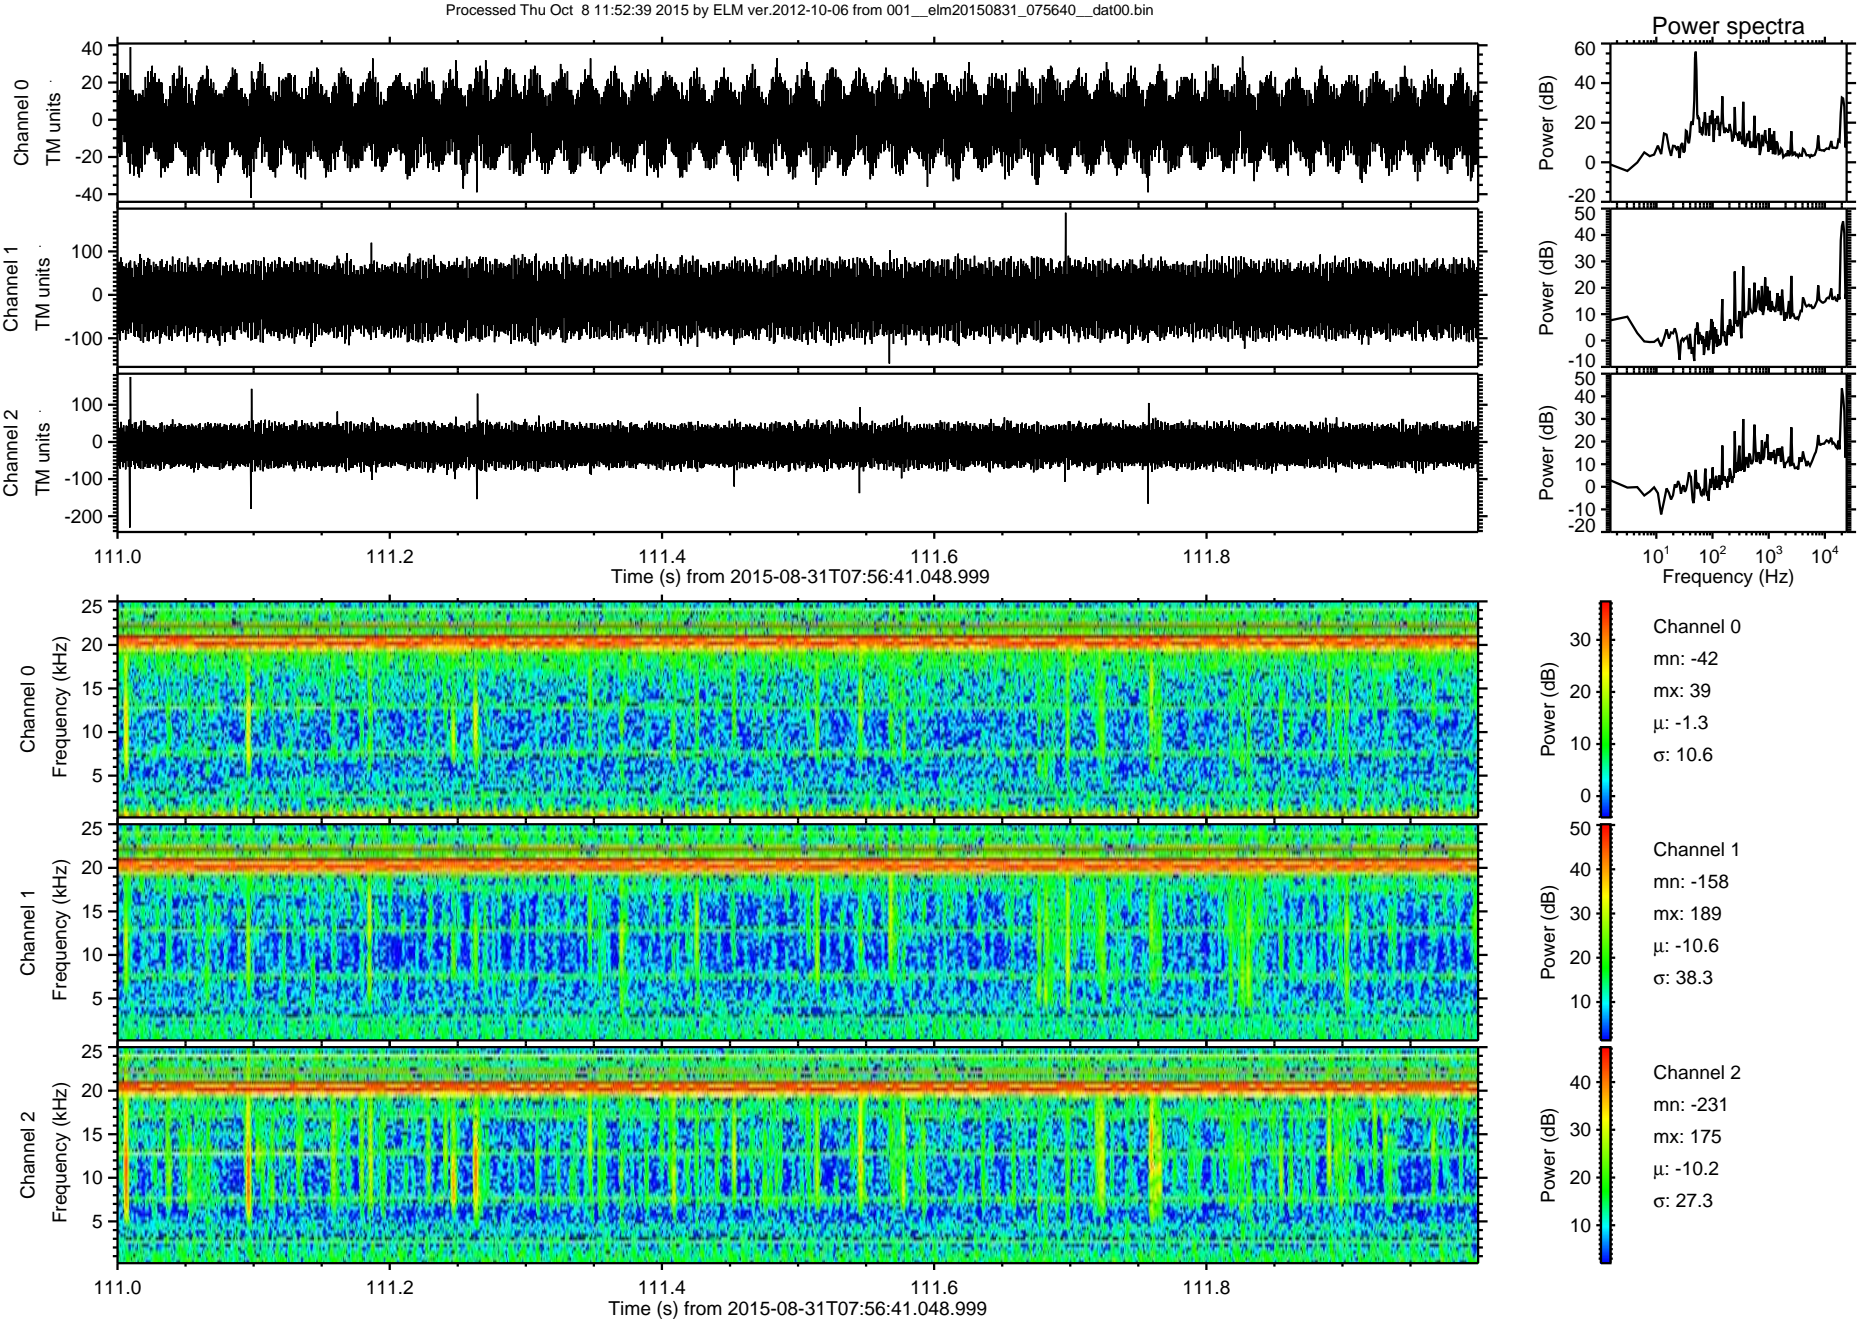 Processed Thu Oct  8 11:52:39 2015 by ELM ver.2012-10-06 from 001__elm20150831_075640__dat00.bin
Power spectra
Channel 0
TM units
40
20
0
-20
-40
Power (dB)
60
40
20
0
-20
Channel 1
TM units
100
0
-100
Power (dB)
50
40
30
20
10
0
-10
Channel 2
TM units
100
0
-100
-200
Power (dB)
50
40
30
20
10
0
-10
-20
111.0 111.2 111.4 111.6 111.8
Time (s) from 2015-08-31T07:56:41.048.999
10¹ 10² 10³ 10⁴
Frequency (Hz)
Channel 0
Frequency (kHz)
25
20
15
10
5
Power (dB)
30
20
10
0
Channel 0
mn: -42
mx: 39
μ: -1.3
σ: 10.6
Channel 1
Frequency (kHz)
25
20
15
10
5
Power (dB)
50
40
30
20
10
Channel 1
mn: -158
mx: 189
μ: -10.6
σ: 38.3
Channel 2
Frequency (kHz)
25
20
15
10
5
Power (dB)
40
30
20
10
Channel 2
mn: -231
mx: 175
μ: -10.2
σ: 27.3
111.0 111.2 111.4 111.6 111.8
Time (s) from 2015-08-31T07:56:41.048.999